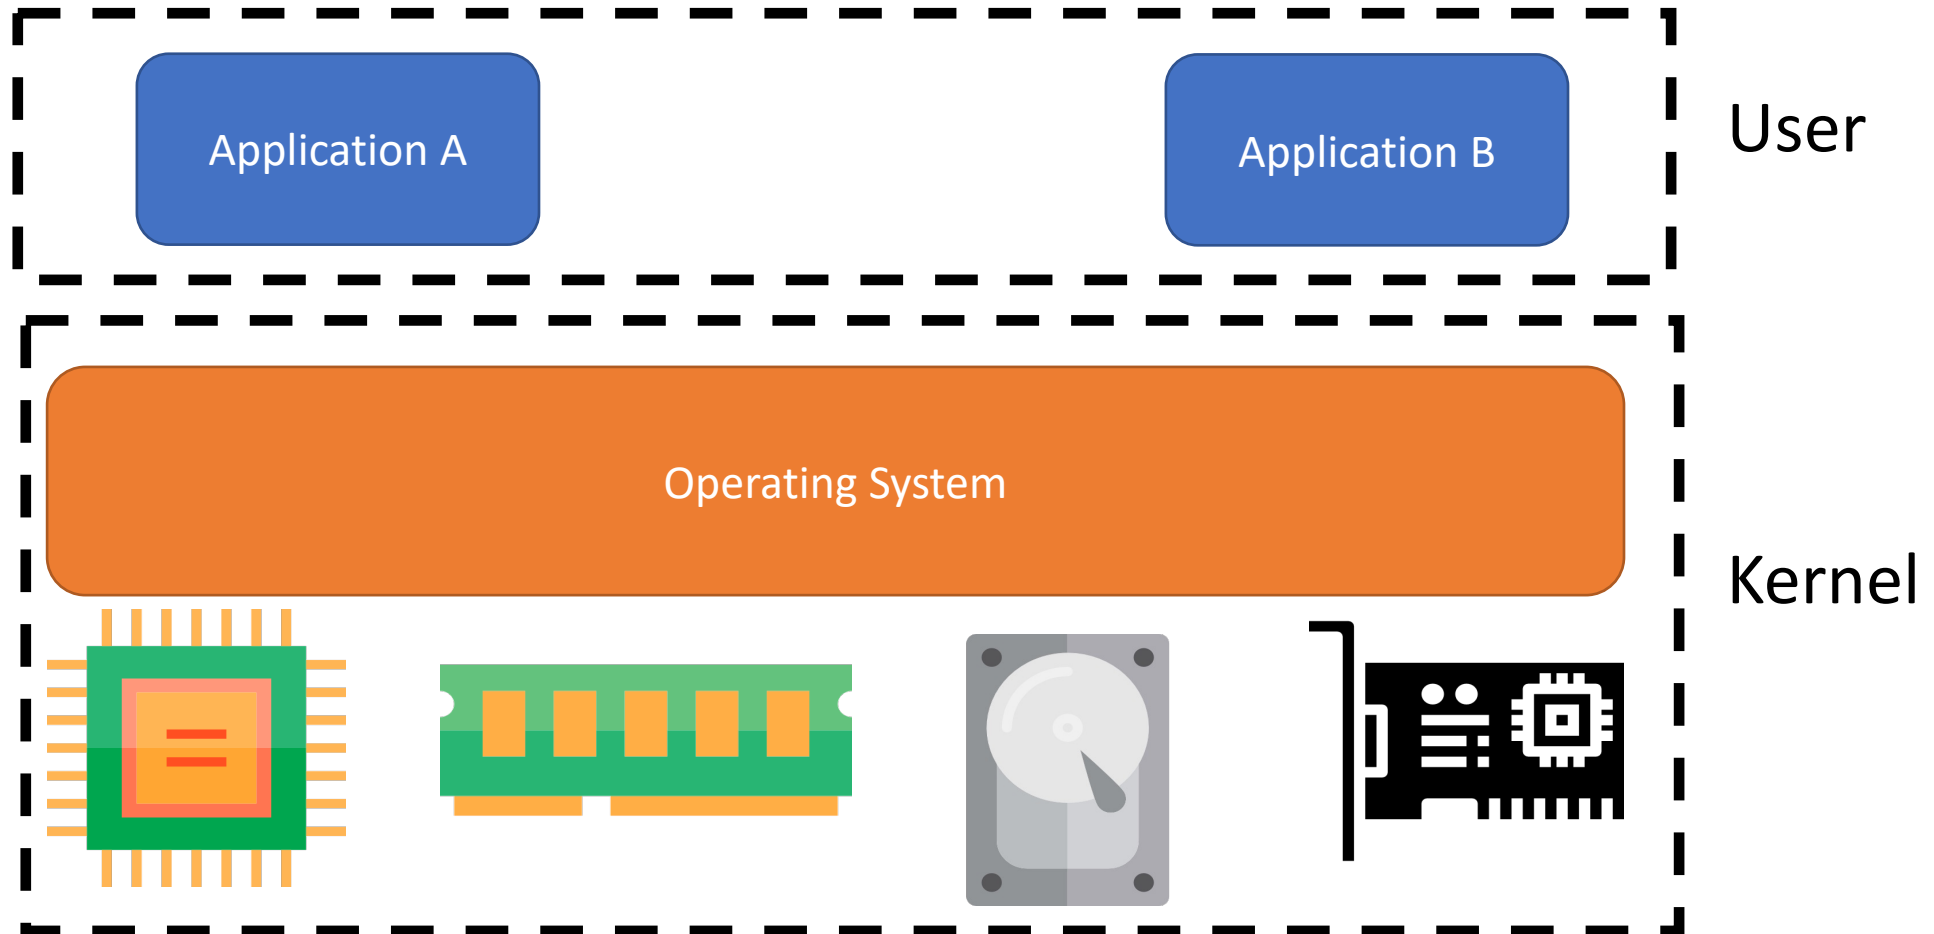 Application A
Application B
User
Operating System
Kernel